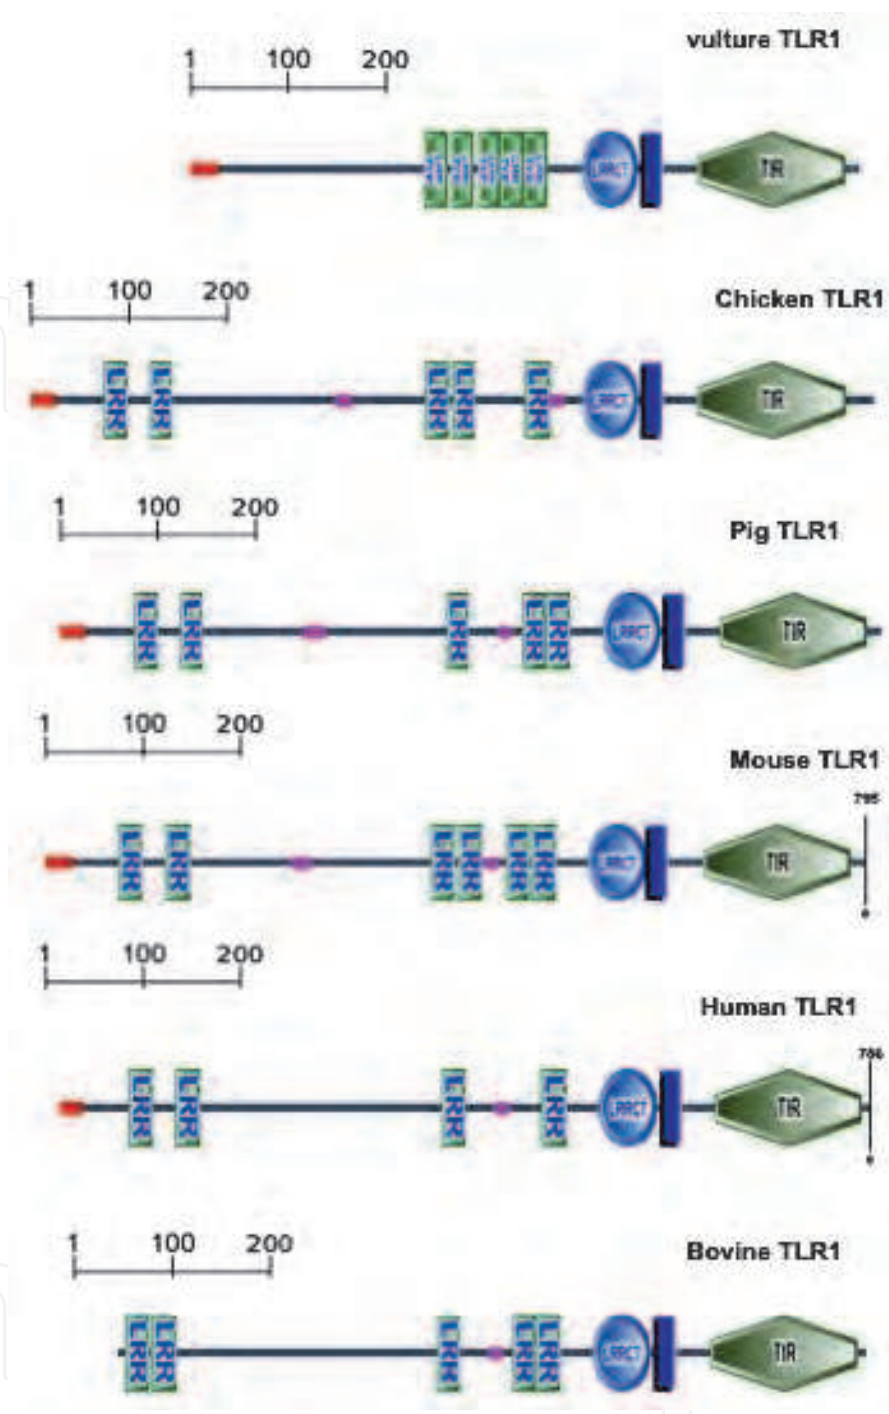 vulture TLR1
1 100 200
LRRCT TIR
Chicken TLR1
1 100 200
LRR LRR LRR LRR LRR LRRCT TIR
1 100 200
Pig TLR1
LRR LRR LRR LRR LRR LRRCT TIR
1 100 200
Mouse TLR1
795
LRR LRR LRR LRR LRR LRR LRRCT TIR
0
1 100 200
Human TLR1
786
LRR LRR LRR LRR LRRCT TIR
0
1 100 200
Bovine TLR1
LRR LRR LRR LRR LRR LRRCT TIR